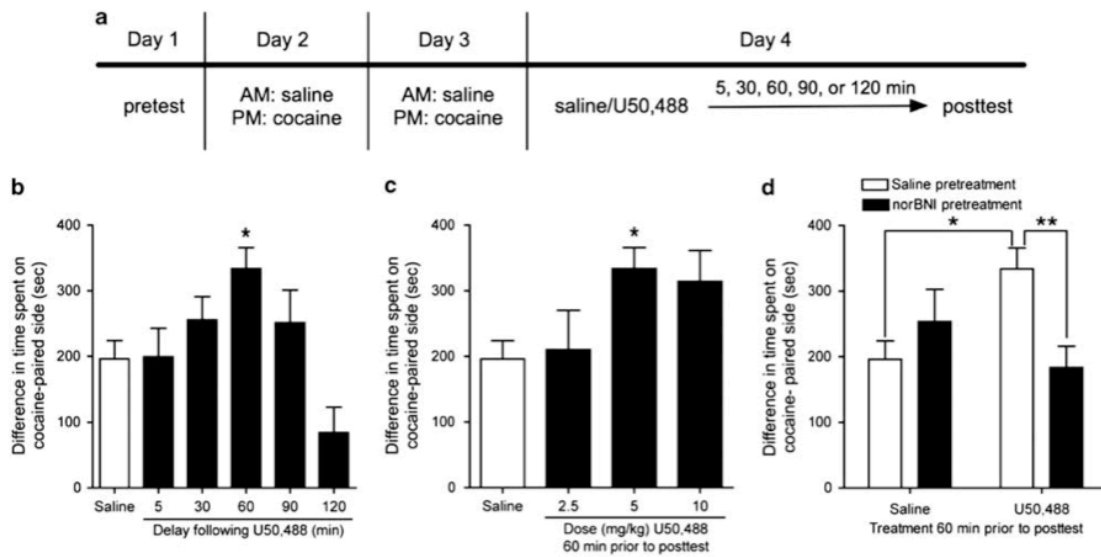 a
Day 1 Day 2 Day 3 Day 4
pretest
AM: saline
PM: cocaine
AM: saline
PM: cocaine
saline/U50,488
5, 30, 60, 90, or 120 min
posttest
b
Difference in time spent on
cocaine-paired side (sec)
400
300
200
100
0
*
Saline 5 30 60 90 120
Delay following U50,488 (min)
c
Difference in time spent on
cocaine-paired side (sec)
400
300
200
100
0
*
Saline 2.5 5 10
Dose (mg/kg) U50,488
60 min prior to posttest
d
Saline pretreatment
norBNI pretreatment
Difference in time spent on
cocaine- paired side (sec)
400
300
200
100
0
* **
Saline U50,488
Treatment 60 min prior to posttest